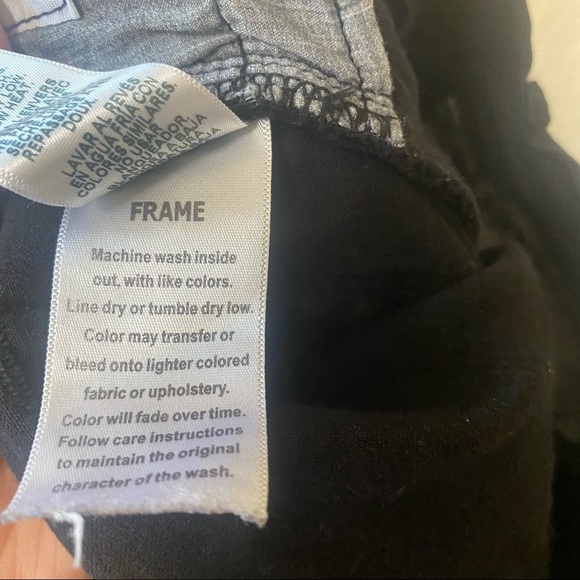 LOW.
HEAT
LAVAR AL REVES
EN AGUA FRIA CON
COLORES SIMILARES.
FRAME
Machine wash inside
out, with like colors.
Line dry or tumble dry low.
Color may transfer or
bleed onto lighter colored
fabric or upholstery.
Color will fade over time.
Follow care instructions
to maintain the original
character of the wash.